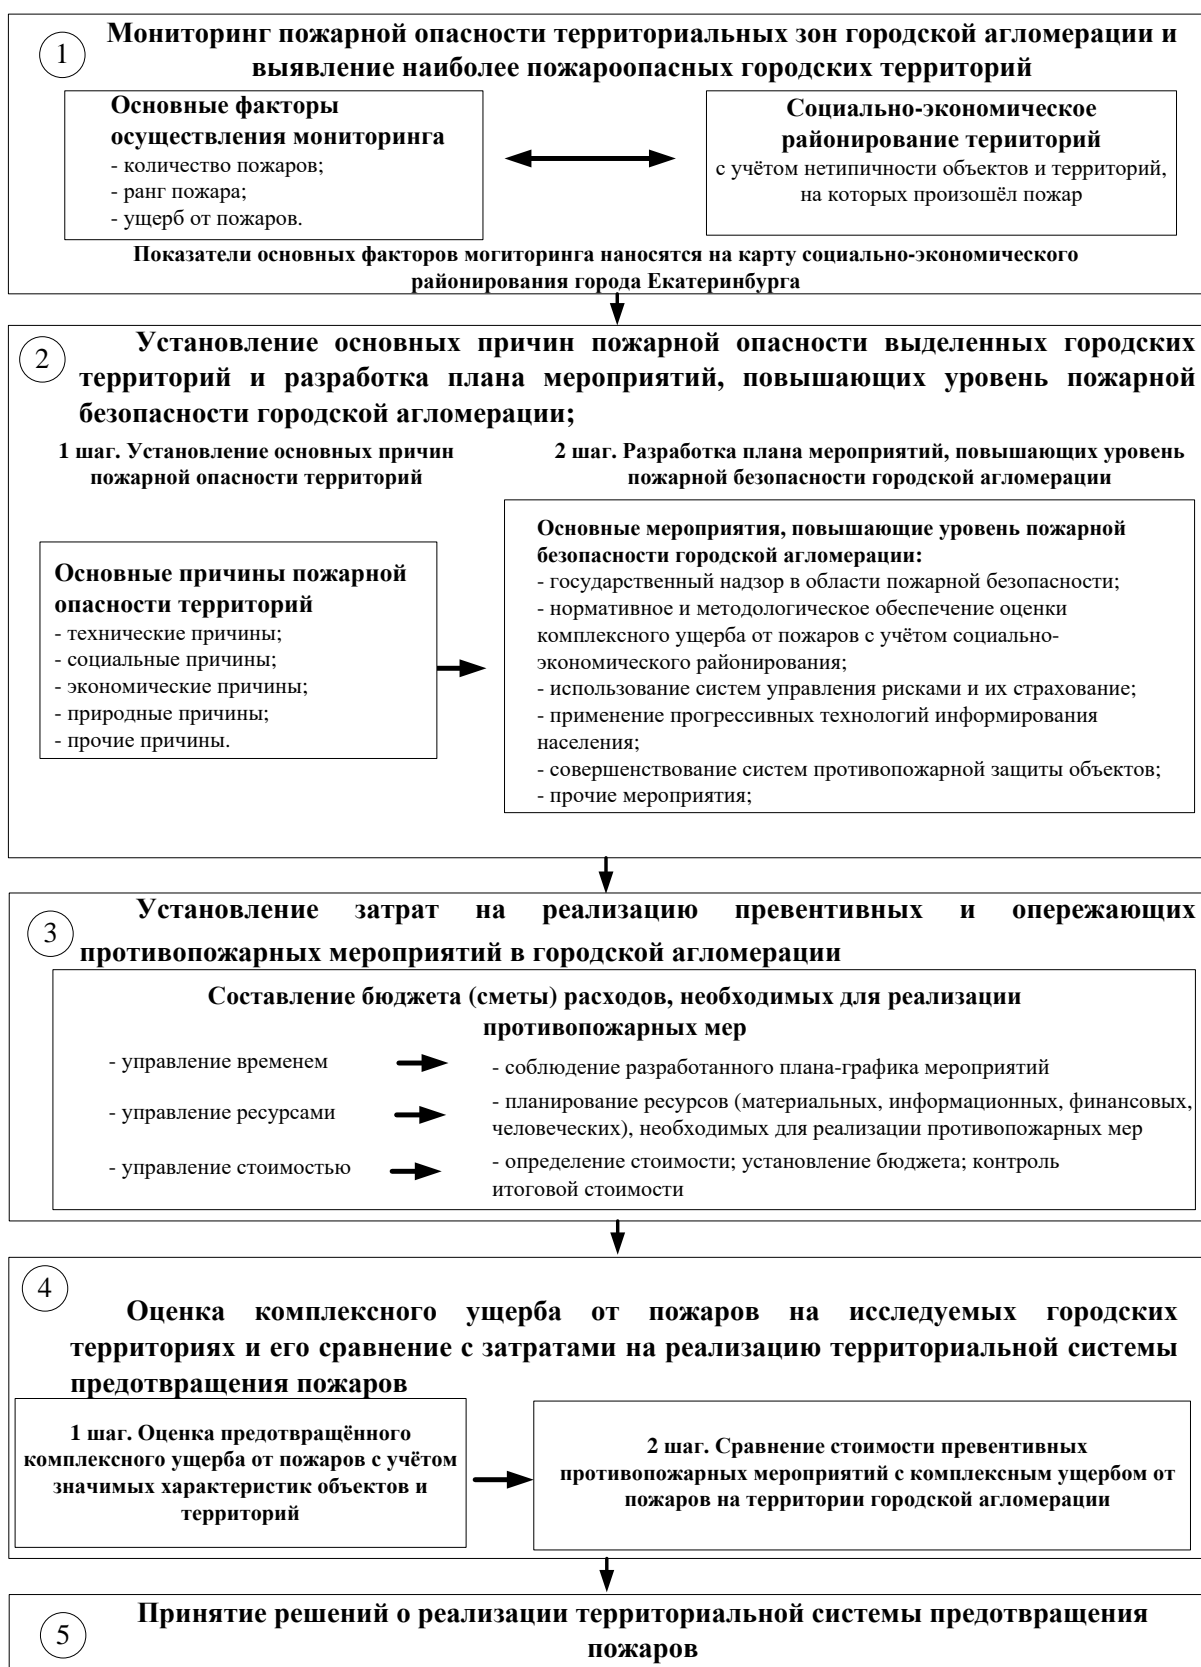 1
Мониторинг пожарной опасности территориальных зон городской агломерации и
выявление наиболее пожароопасных городских территорий
Основные факторы
осуществления мониторинга
- количество пожаров;
- ранг пожара;
- ущерб от пожаров.
Социально-экономическое
районирование терииторий
с учётом нетипичности объектов и территорий,
на которых произошёл пожар
Показатели основных факторов могиторинга наносятся на карту социально-экономического
районирования города Екатеринбурга
2
Установление основных причин пожарной опасности выделенных городских
территорий и разработка плана мероприятий, повышающих уровень пожарной
безопасности городской агломерации;
1 шаг. Установление основных причин
пожарной опасности территорий
2 шаг. Разработка плана мероприятий, повышающих уровень
пожарной безопасности городской агломерации
Основные причины пожарной
опасности территорий
- технические причины;
- социальные причины;
- экономические причины;
- природные причины;
- прочие причины.
Основные мероприятия, повышающие уровень пожарной
безопасности городской агломерации:
- государственный надзор в области пожарной безопасности;
- нормативное и методологическое обеспечение оценки
комплексного ущерба от пожаров с учётом социально-
экономического районирования;
- использование систем управления рисками и их страхование;
- применение прогрессивных технологий информирования
населения;
- совершенствование систем противопожарной защиты объектов;
- прочие мероприятия;
3
Установление затрат на реализацию превентивных и опережающих
противопожарных мероприятий в городской агломерации
Составление бюджета (сметы) расходов, необходимых для реализации
противопожарных мер
- управление временем
- соблюдение разработанного плана-графика мероприятий
- управление ресурсами
- планирование ресурсов (материальных, информационных, финансовых,
человеческих), необходимых для реализации противопожарных мер
- управление стоимостью
- определение стоимости; установление бюджета; контроль
итоговой стоимости
4
Оценка комплексного ущерба от пожаров на исследуемых городских
территориях и его сравнение с затратами на реализацию территориальной системы
предотвращения пожаров
1 шаг. Оценка предотвращённого
комплексного ущерба от пожаров с учётом
значимых характеристик объектов и
территорий
2 шаг. Сравнение стоимости превентивных
противопожарных мероприятий с комплексным ущербом от
пожаров на территории городской агломерации
5
Принятие решений о реализации территориальной системы предотвращения
пожаров